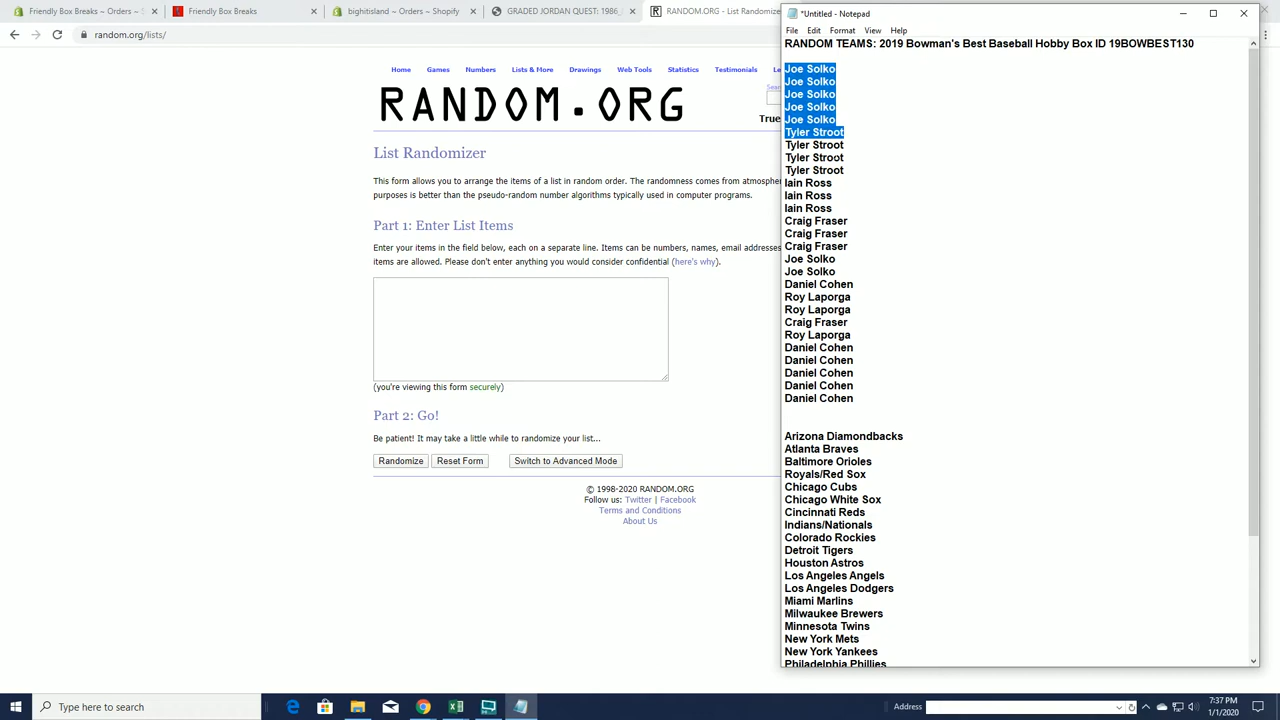 Friendly Box Breaks ~ Orders ~ S
Friendly Box Breaks
bighitisland ~ Orders ~ Shopify
GRADED JORDAN QUEST: 1986_
RANDOM.ORG - List Randomizer
random.org/lists/
Home Games Numbers Lists & More Drawings Web Tools Statistics Testimonials Le
RANDOM.ORG
True
List Randomizer
This form allows you to arrange the items of a list in random order. The randomness comes from atmospher
purposes is better than the pseudo-random number algorithms typically used in computer programs.
Part 1: Enter List Items
Enter your items in the field below, each on a separate line. Items can be numbers, names, email addresses
items are allowed. Please don't enter anything you would consider confidential (here's why).
(you're viewing this form securely)
Part 2: Go!
Be patient! It may take a little while to randomize your list...
Randomize Reset Form Switch to Advanced Mode
© 1998-2020 RANDOM.ORG
Follow us: Twitter | Facebook
Terms and Conditions
About Us
*Untitled - Notepad
File Edit Format View Help
RANDOM TEAMS: 2019 Bowman's Best Baseball Hobby Box ID 19BOWBEST130
Joe Solko
Joe Solko
Joe Solko
Joe Solko
Joe Solko
Tyler Stroot
Tyler Stroot
Tyler Stroot
Tyler Stroot
Iain Ross
Iain Ross
Iain Ross
Craig Fraser
Craig Fraser
Craig Fraser
Joe Solko
Joe Solko
Daniel Cohen
Roy Laporga
Roy Laporga
Craig Fraser
Roy Laporga
Daniel Cohen
Daniel Cohen
Daniel Cohen
Daniel Cohen
Daniel Cohen
Arizona Diamondbacks
Atlanta Braves
Baltimore Orioles
Royals/Red Sox
Chicago Cubs
Chicago White Sox
Cincinnati Reds
Indians/Nationals
Colorado Rockies
Detroit Tigers
Houston Astros
Los Angeles Angels
Los Angeles Dodgers
Miami Marlins
Milwaukee Brewers
Minnesota Twins
New York Mets
New York Yankees
Philadelphia Phillies
Type here to search
Address
7:37 PM
1/1/2020